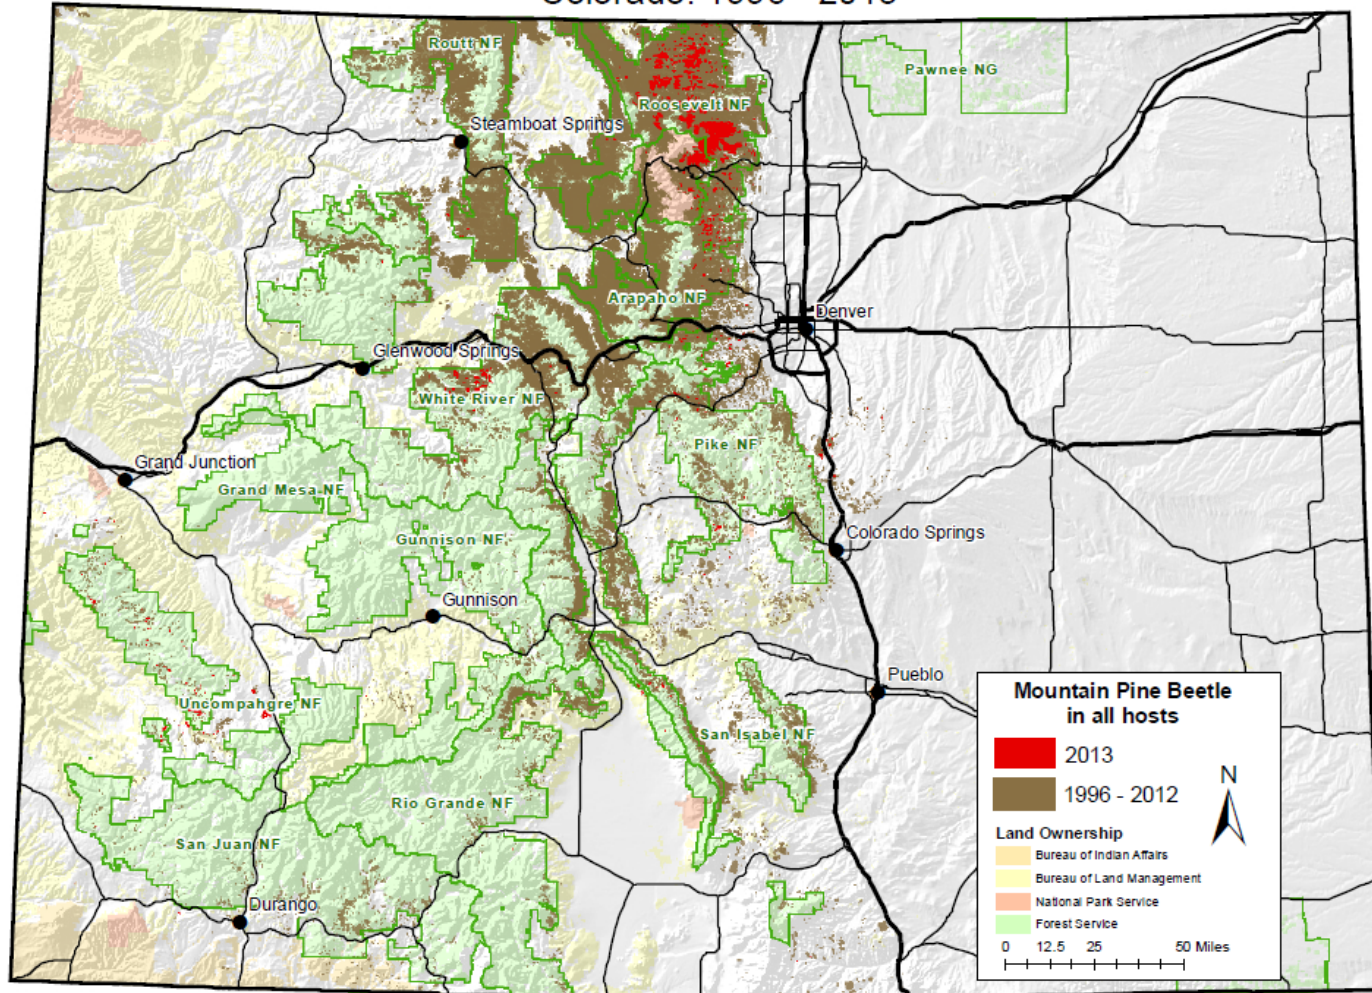 Colorado: 1996 - 2013
Routt NF
Pawnee NG
Roosevelt NF
Steamboat Springs
Arapaho NF
Denver
Glenwood Springs
White River NF
Pike NF
Grand Junction
Grand Mesa NF
Gunnison NF
Colorado Springs
Gunnison
Pueblo
Uncompahgre NF
San Isabel NF
Rio Grande NF
San Juan NF
Durango
Mountain Pine Beetle
in all hosts
2013
1996 - 2012
N
Land Ownership
Bureau of Indian Affairs
Bureau of Land Management
National Park Service
Forest Service
0 12.5 25 50 Miles